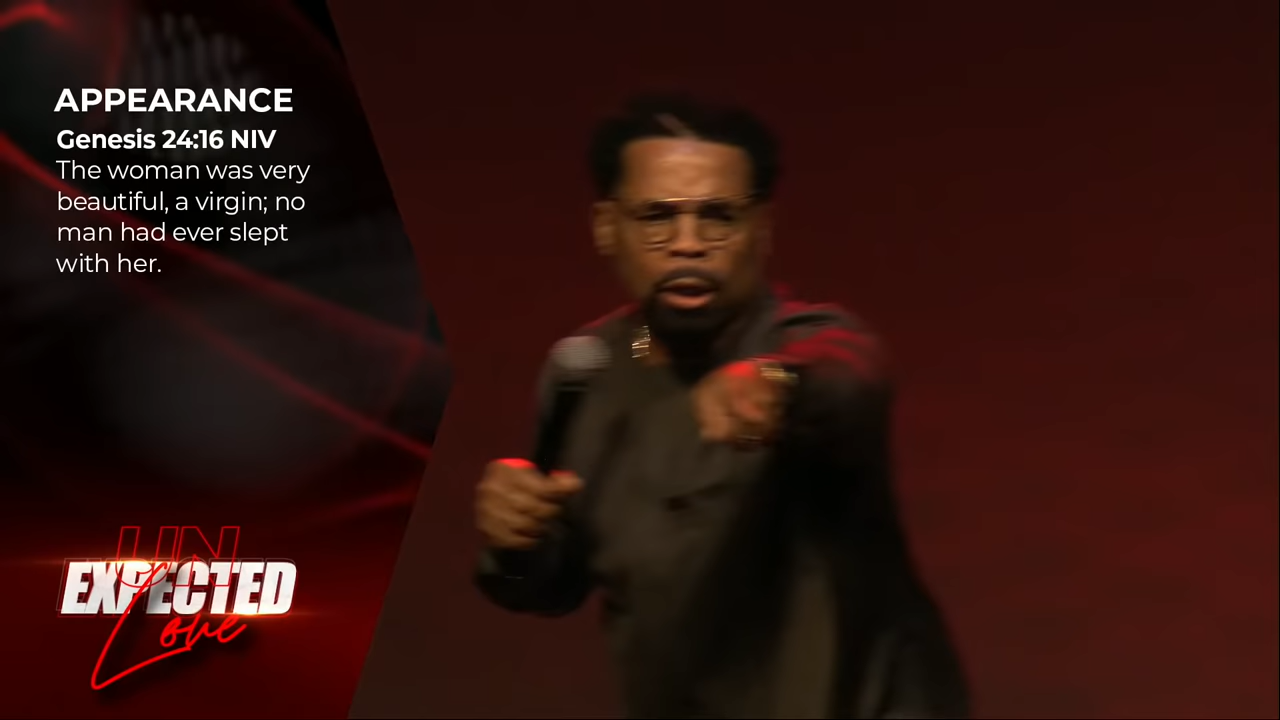 APPEARANCE
Genesis 24:16 NIV
The woman was very
beautiful, a virgin; no
man had ever slept
with her.
UN
EXPECTED
Love